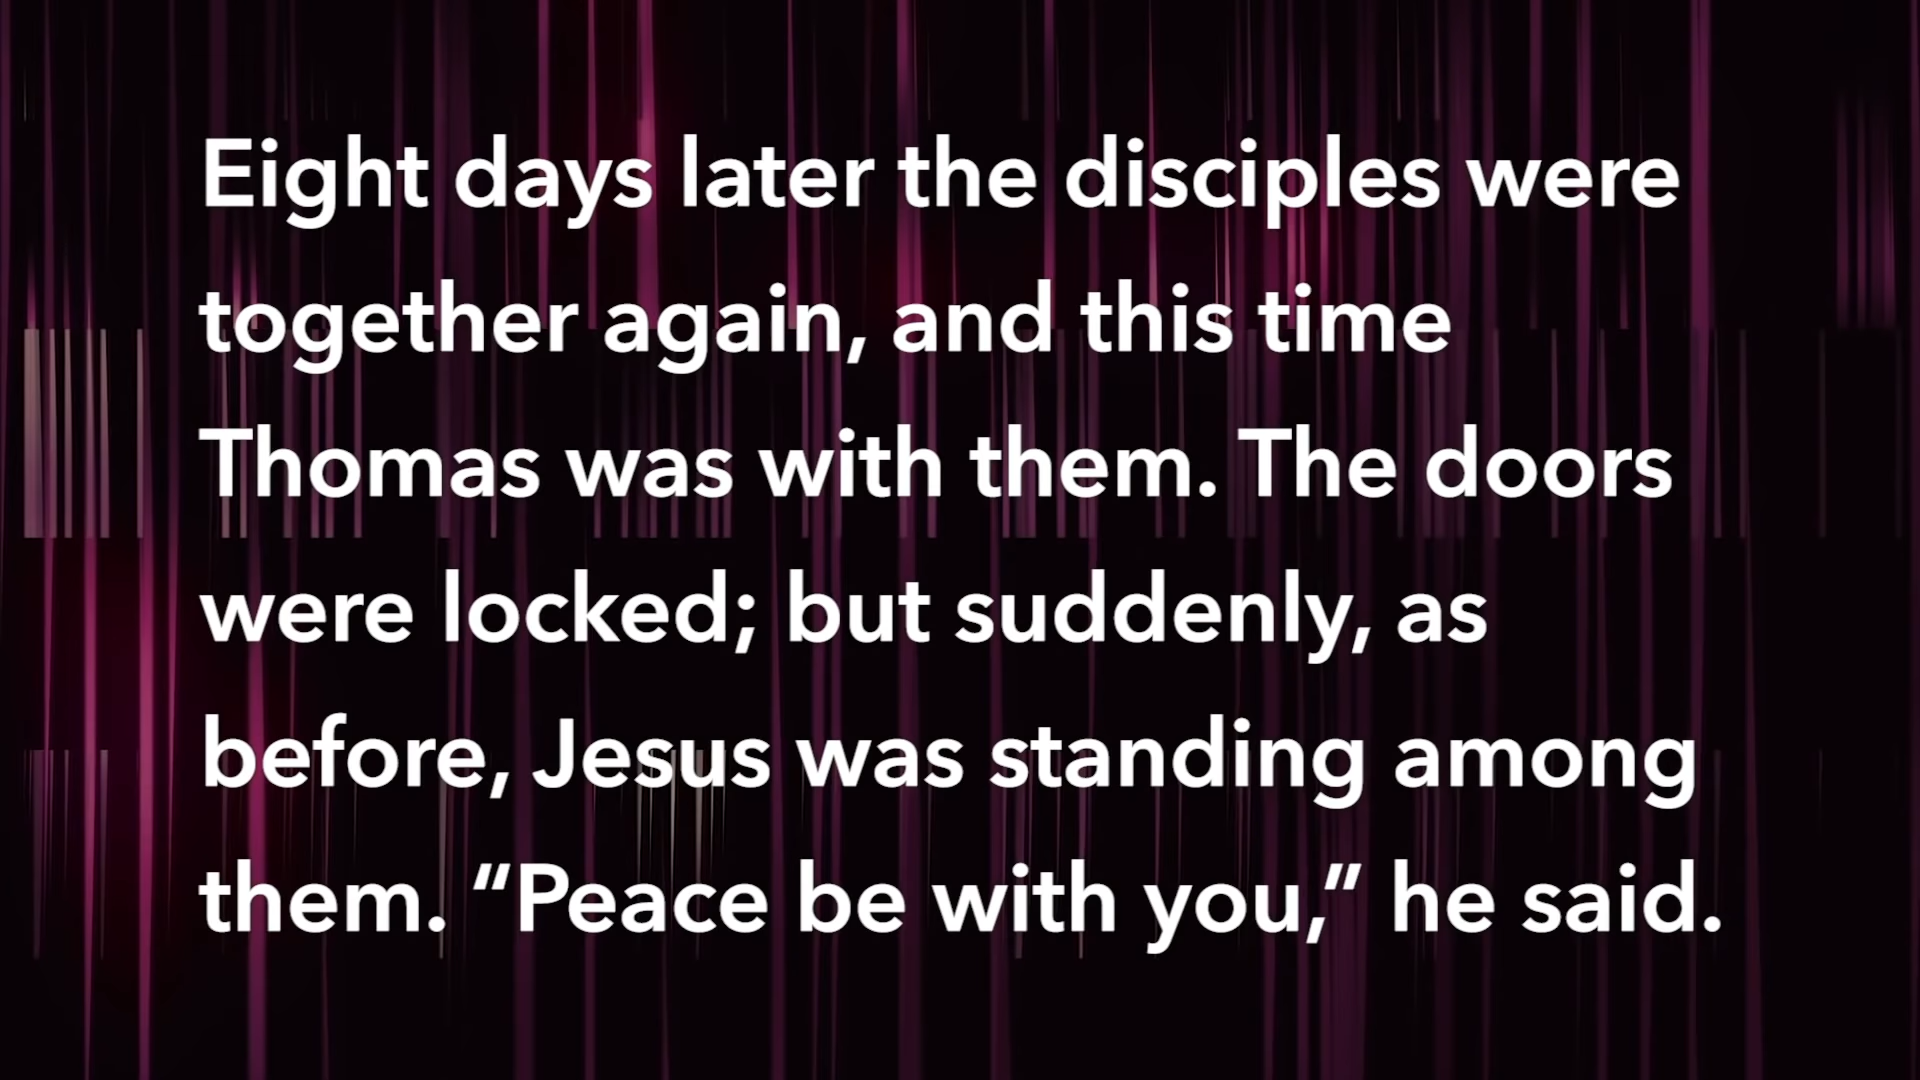 Eight days later the disciples were
together again, and this time
Thomas was with them. The doors
were locked; but suddenly, as
before, Jesus was standing among
them. “Peace be with you,” he said.